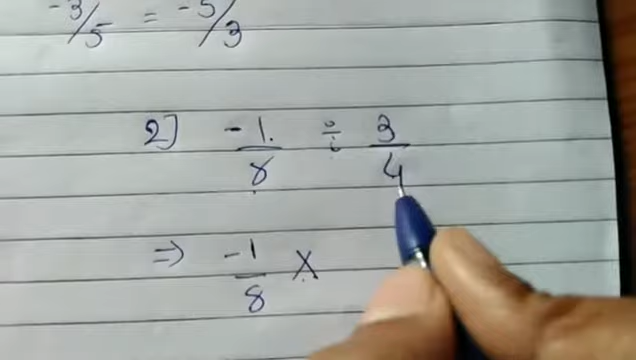 -3/5 = -5/3
2] -1/8 ÷ 3/4
⇒ -1/8 ×